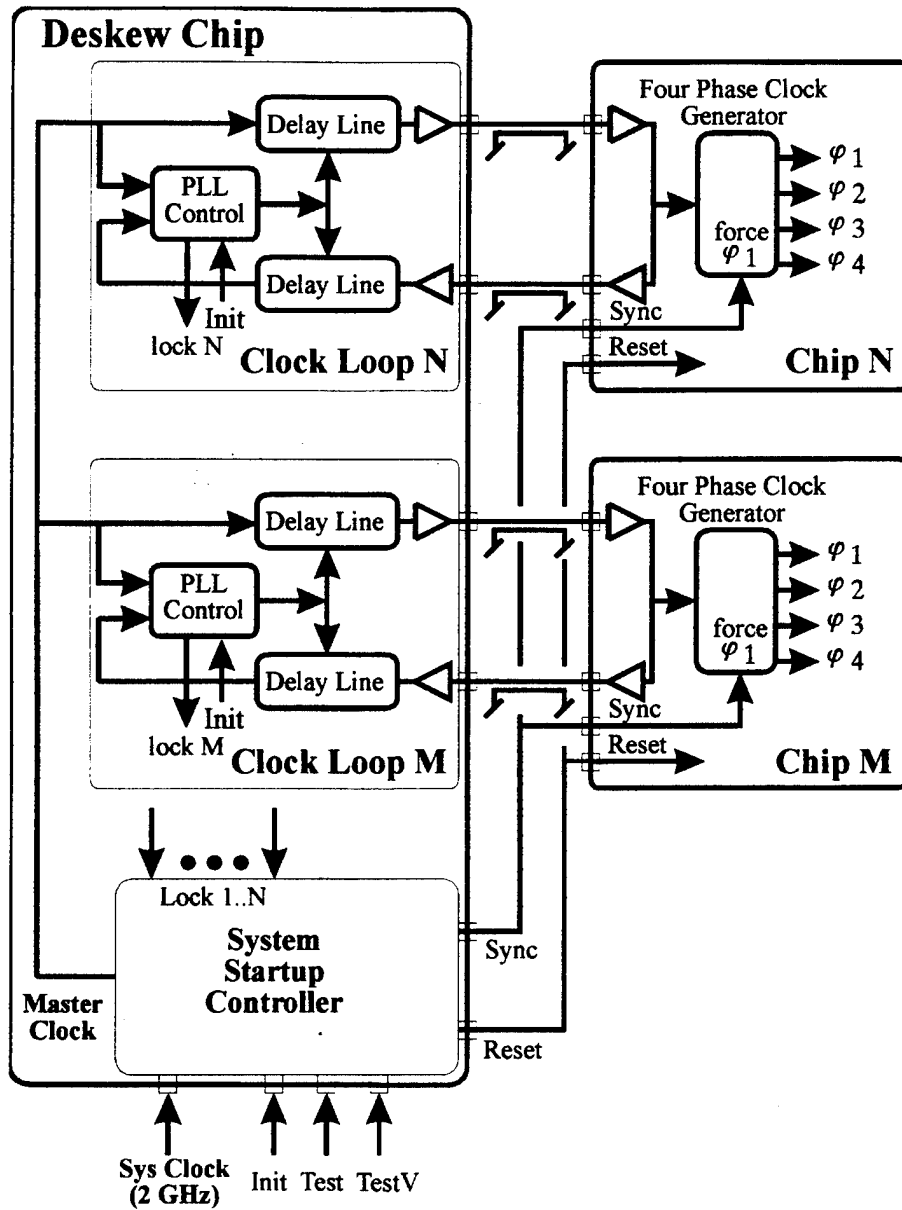 Deskew Chip
Delay Line
PLL
Control
Delay Line
Init
lock N
Clock Loop N
Four Phase Clock
Generator
φ 1
φ 2
φ 3
φ 4
force
φ 1
Sync
Reset
Chip N
Delay Line
PLL
Control
Delay Line
Init
lock M
Clock Loop M
Four Phase Clock
Generator
φ 1
φ 2
φ 3
φ 4
force
φ 1
Sync
Reset
Chip M
Lock 1..N
System
Startup
Controller
Master
Clock
Sync
Reset
Sys Clock
(2 GHz)
Init
Test
TestV